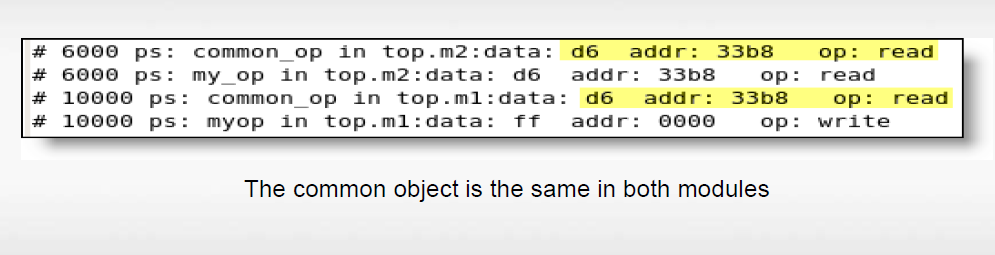 # 6000 ps: common_op in top.m2:data: d6 addr: 33b8 op: read
# 6000 ps: my_op in top.m2:data: d6 addr: 33b8 op: read
# 10000 ps: common_op in top.m1:data: d6 addr: 33b8 op: read
# 10000 ps: myop in top.m1:data: ff addr: 0000 op: write
The common object is the same in both modules